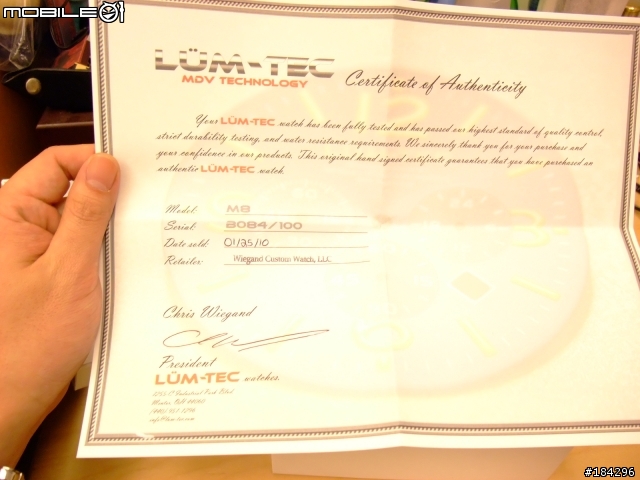 MOBILE01
LÜM-TEC
MDV TECHNOLOGY
Certificate of Authenticity
Your LÜM-TEC watch has been fully tested and has passed our highest standard of quality control,
strict durability testing, and water resistance requirements. We sincerely thank you for your purchase and
your confidence in our products. This original hand signed certificate guarantees that you have purchased an
authentic LÜM-TEC watch.
Model: M8
Serial: B084/100
Date sold: 01/25/10
Retailer: Wiegand Custom Watch, LLC
Chris Wiegand
President
LÜM-TEC watches.
Industrial Park Blvd
#184296